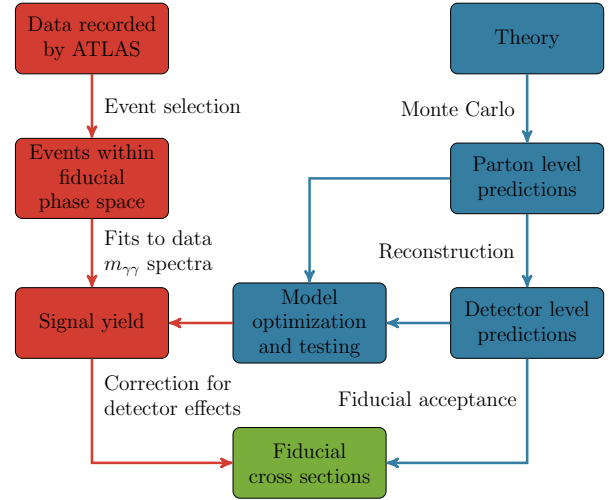 Data recorded
by ATLAS
Theory
Event selection
Monte Carlo
Events within
fiducial
phase space
Parton level
predictions
Fits to data
m_γγ spectra
Reconstruction
Signal yield
Model
optimization
and testing
Detector level
predictions
Correction for
detector effects
Fiducial acceptance
Fiducial
cross sections